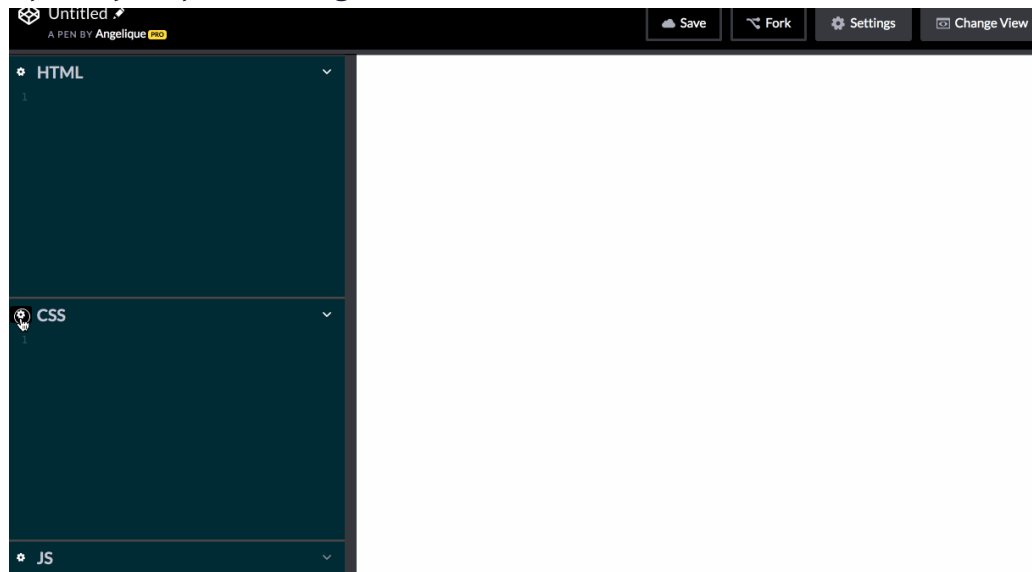 Untitled
A PEN BY Angelique PRO
Save
Fork
Settings
Change View
HTML
1
CSS
1
JS